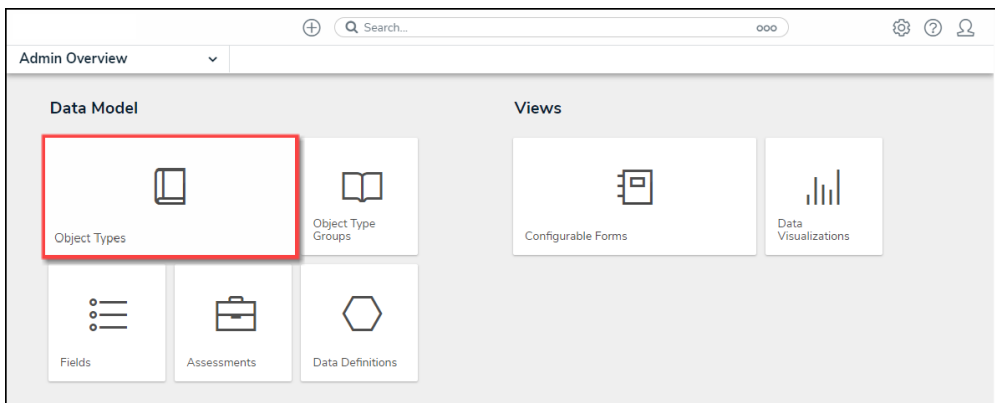 Search...
Admin Overview
Data Model
Views
Object Types
Object Type
Groups
Configurable Forms
Data
Visualizations
Fields
Assessments
Data Definitions